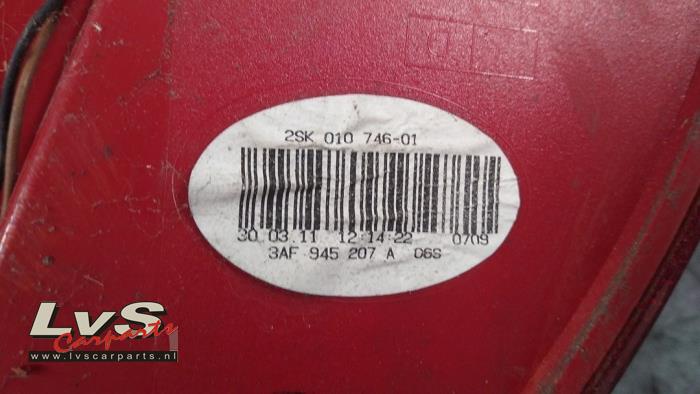 2SK 010 746-01
30 03.11 12:14:22 0709
3AF 945 207 A 06S
LvS
Carparts
www.lvscarparts.nl